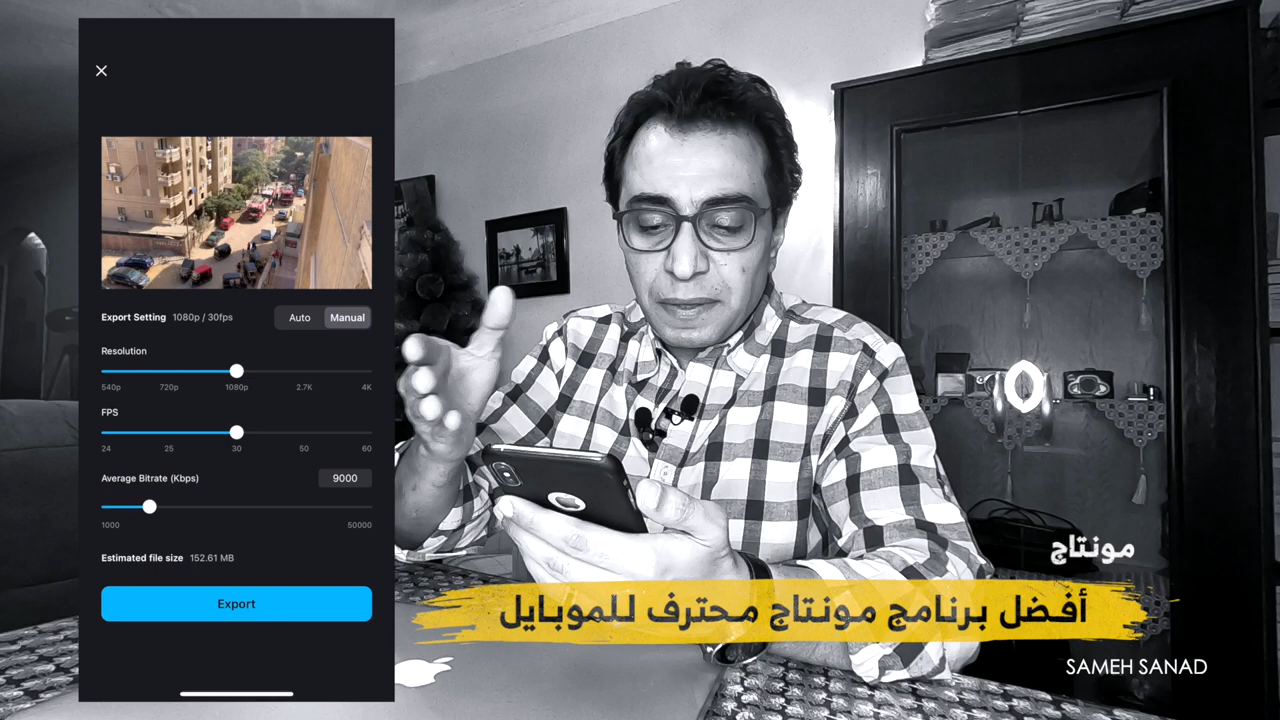 Export Setting 1080p / 30fps Auto Manual
Resolution
540p 720p 1080p 2.7K 4K
FPS
24 25 30 50 60
Average Bitrate (Kbps) 9000
1000 50000
Estimated file size 152.61 MB
Export
مونتاج
أفضل برنامج مونتاج محترف للموبايل
SAMEH SANAD